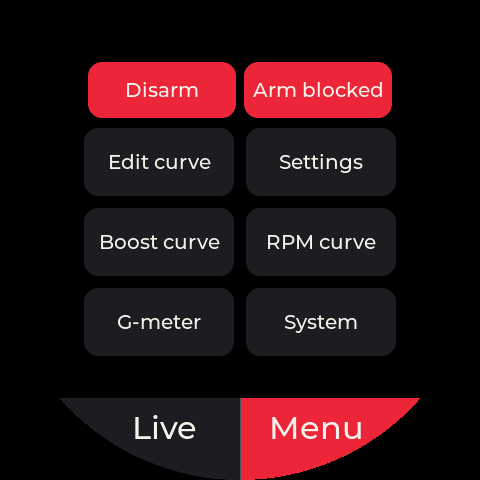 Disarm Arm blocked
Edit curve Settings
Boost curve RPM curve
G-meter System
Live Menu